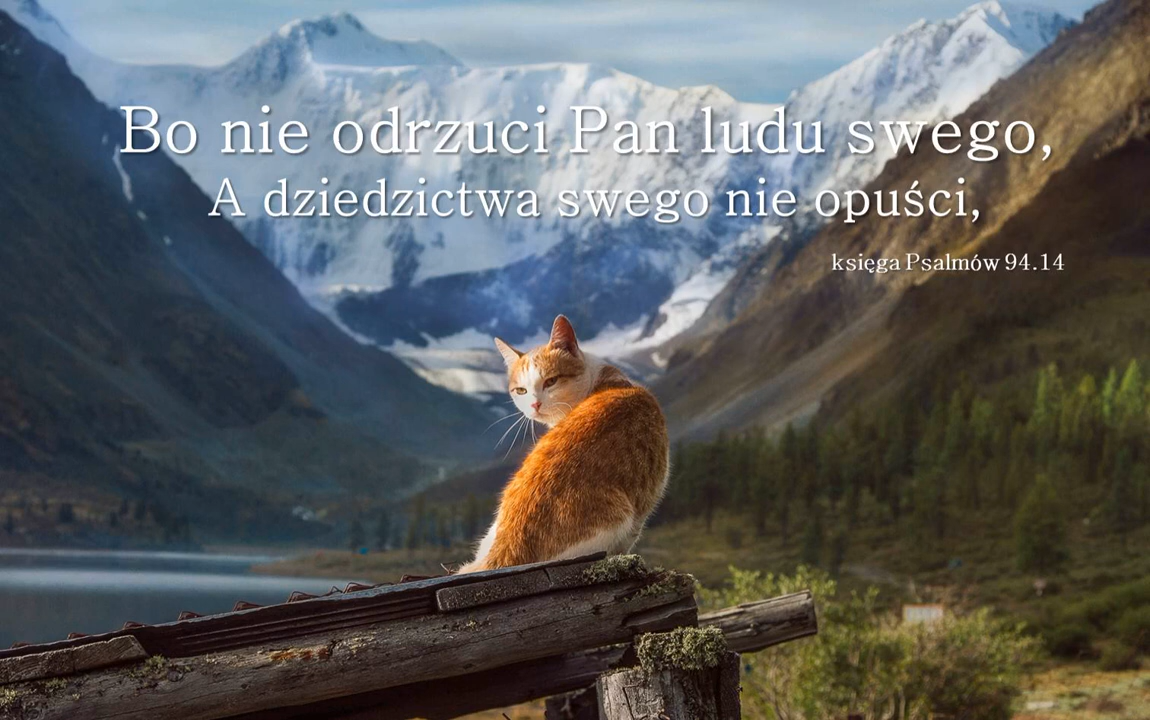 Bo nie odrzuci Pan ludu swego,
A dziedzictwa swego nie opuści,
księga Psalmów 94.14